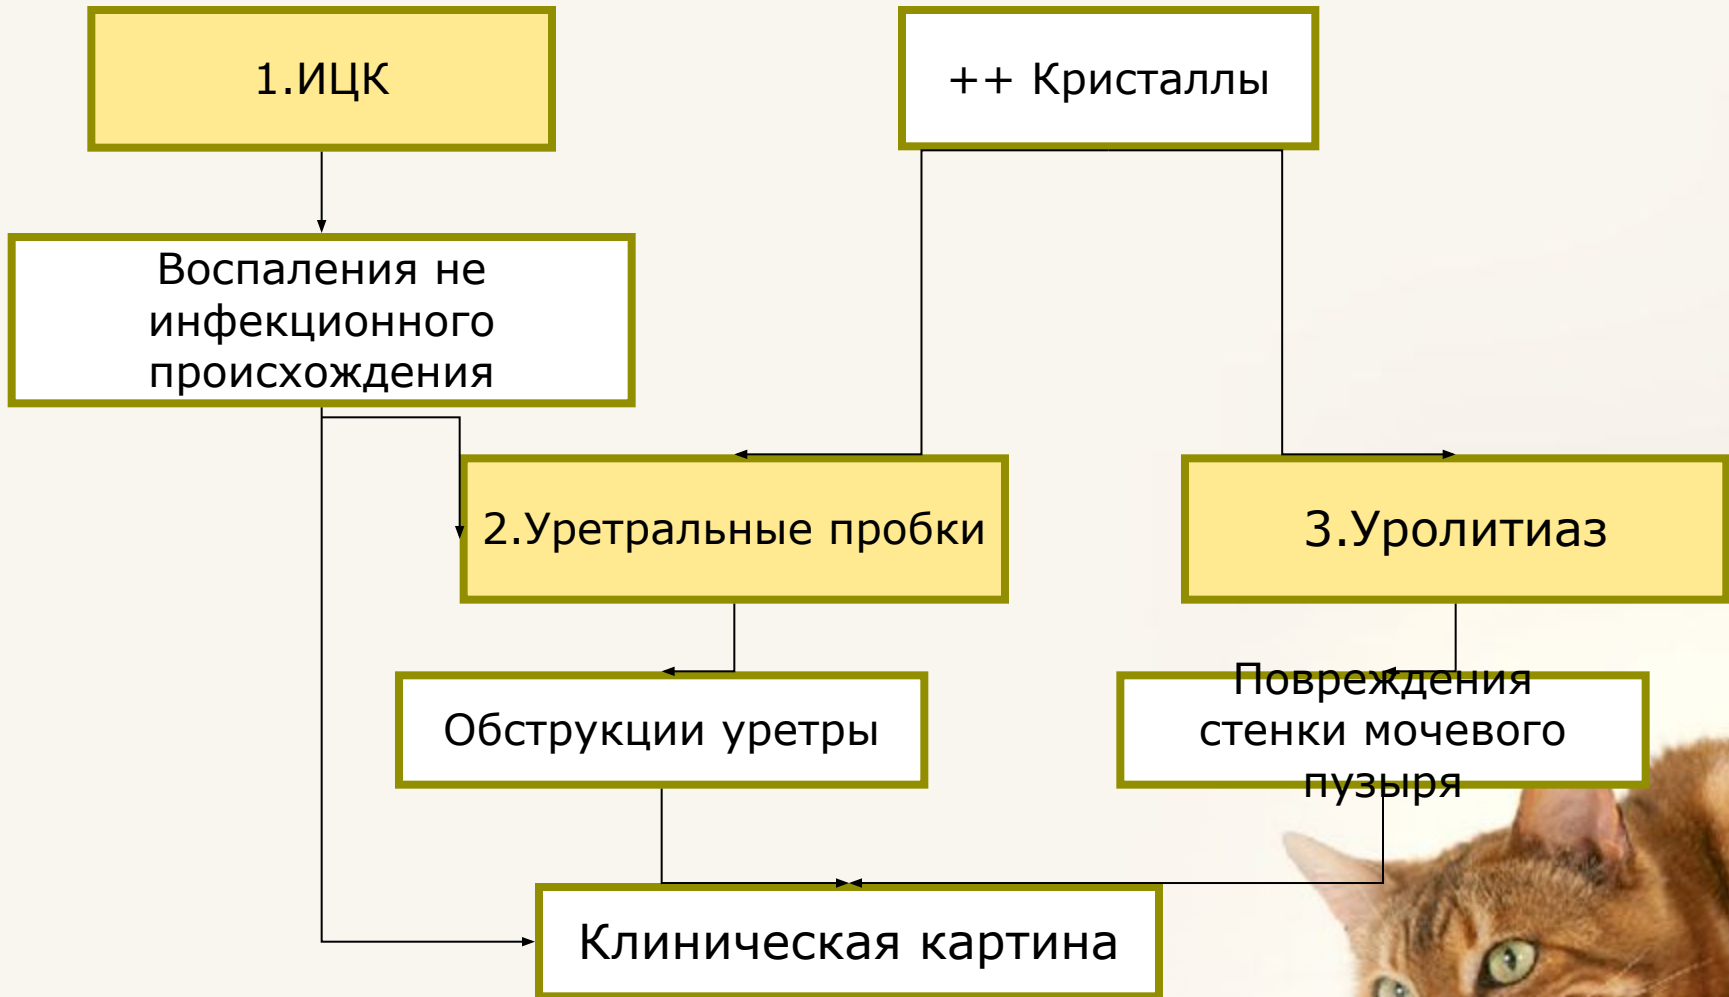 1.ИЦК
++ Кристаллы
Воспаления не
инфекционного
происхождения
2.Уретральные пробки
3.Уролитиаз
Обструкции уретры
Повреждения
стенки мочевого
пузыря
Клиническая картина